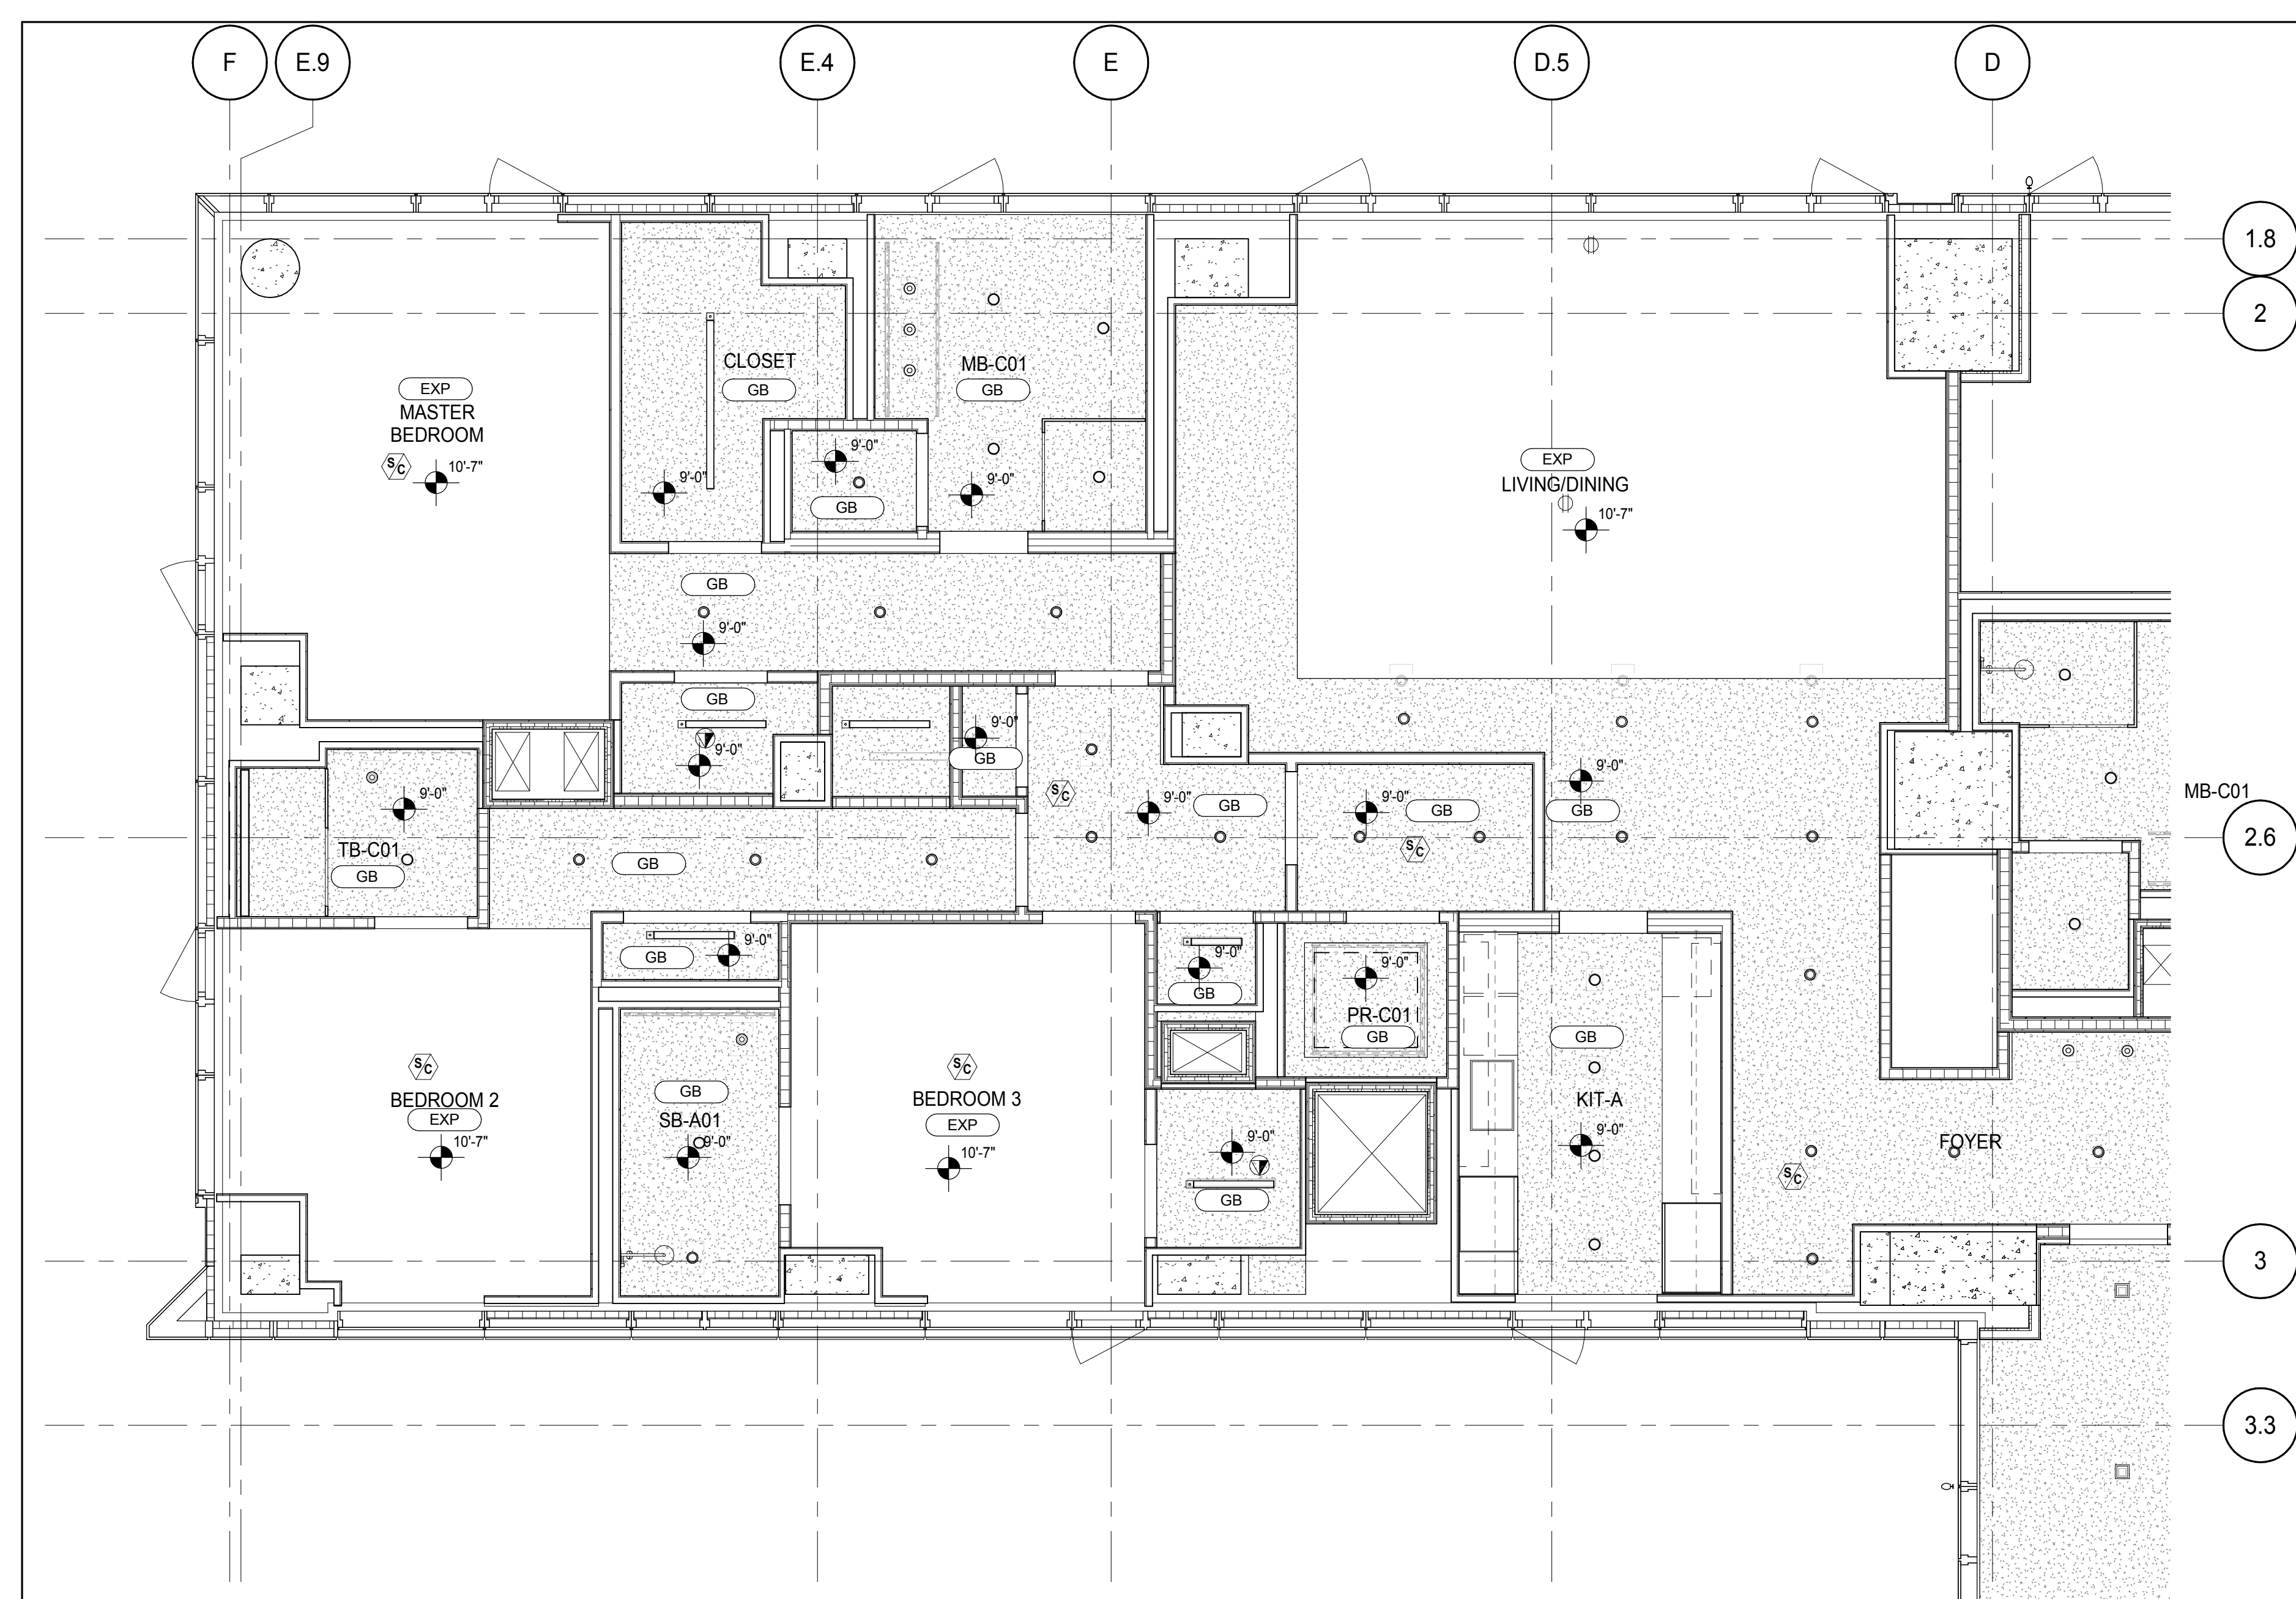 F
E.9
E.4
E
D.5
D
1.8
2
CLOSET
GB
MB-C01
GB
EXP
MASTER
BEDROOM
S/C
10'-7"
9'-0"
9'-0"
GB
9'-0"
EXP
LIVING/DINING
10'-7"
GB
9'-0"
GB
9'-0"
9'-0"
GB
S/C
9'-0"
GB
9'-0"
GB
S/C
9'-0"
GB
MB-C01
2.6
9'-0"
TB-C01
GB
GB
9'-0"
GB
9'-0"
GB
9'-0"
PR-C01
GB
GB
KIT-A
9'-0"
S/C
BEDROOM 2
EXP
10'-7"
GB
SB-A01
9'-0"
S/C
BEDROOM 3
EXP
10'-7"
9'-0"
GB
S/C
FOYER
3
3.3